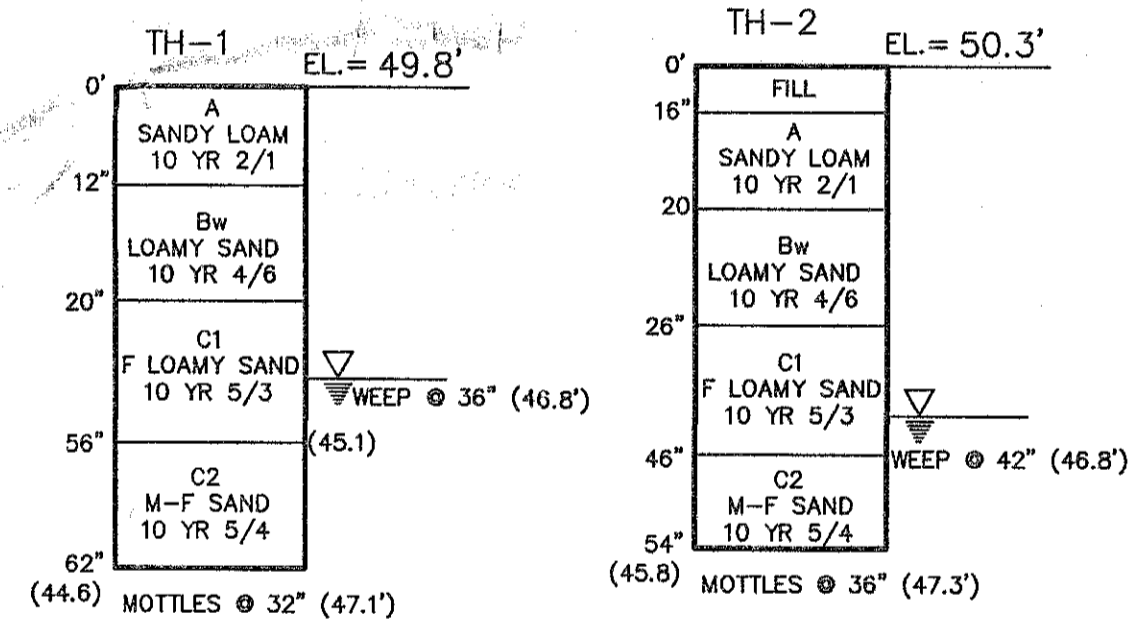 TH-1
EL.= 49.8'
0'
A
SANDY LOAM
10 YR 2/1
12"
Bw
LOAMY SAND
10 YR 4/6
20"
C1
F LOAMY SAND
10 YR 5/3
WEEP @ 36" (46.8')
56"
(45.1)
C2
M-F SAND
10 YR 5/4
62"
(44.6)
MOTTLES @ 32" (47.1')
TH-2
EL.= 50.3'
0'
FILL
16"
A
SANDY LOAM
10 YR 2/1
20
Bw
LOAMY SAND
10 YR 4/6
26"
C1
F LOAMY SAND
10 YR 5/3
46"
WEEP @ 42" (46.8')
C2
M-F SAND
10 YR 5/4
54"
(45.8)
MOTTLES @ 36" (47.3')